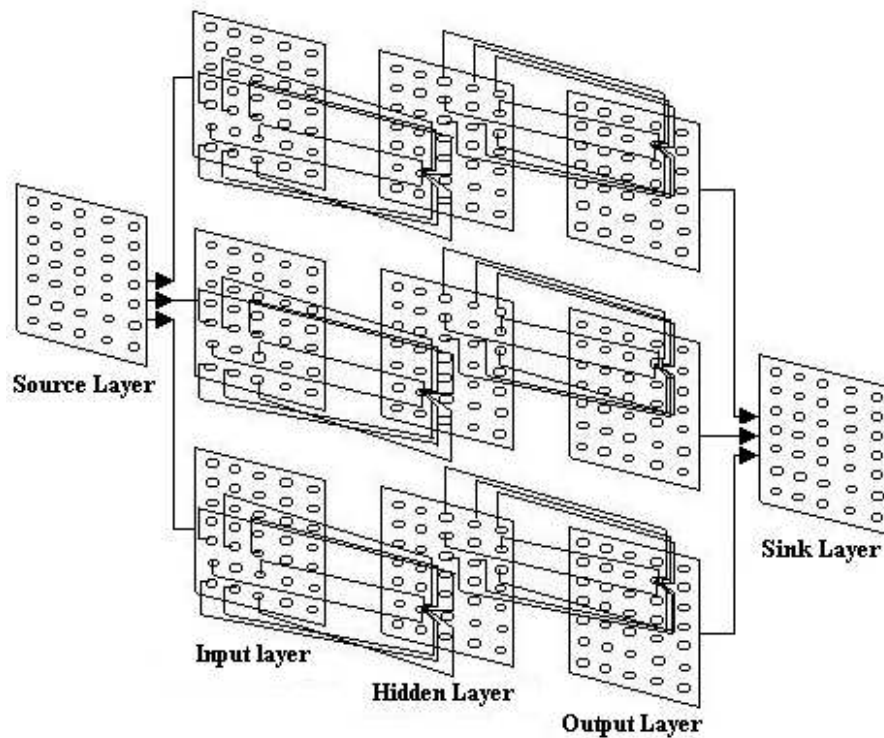 Source Layer
Sink Layer
Input layer
Hidden Layer
Output Layer